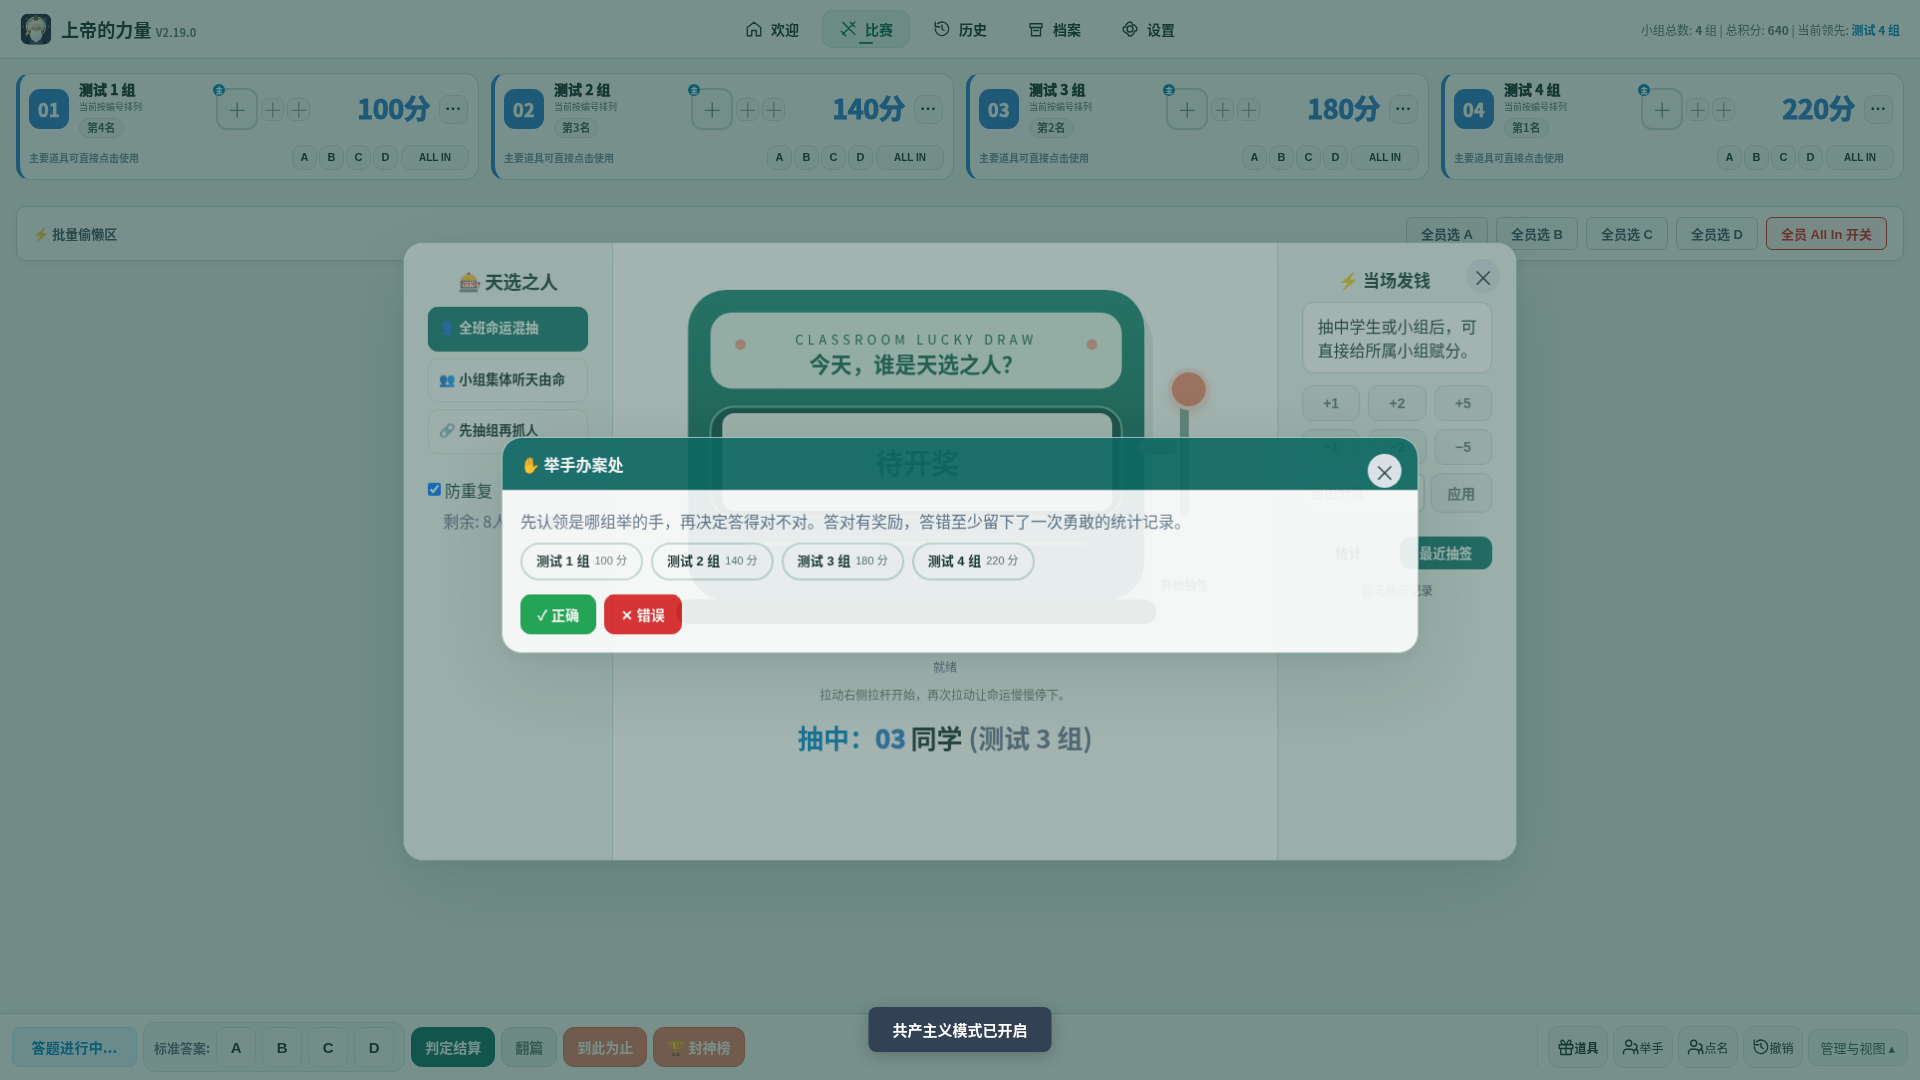 上帝的力量 V2.19.0
欢迎
比赛
历史
档案
设置
小组总数: 4 组 | 总积分: 640 | 当前领先: 测试 4 组
01
测试 1 组
当前按编号排列
第4名
主
100分
主要道具可直接点击使用
A
B
C
D
ALL IN
02
测试 2 组
当前按编号排列
第3名
主
140分
主要道具可直接点击使用
A
B
C
D
ALL IN
03
测试 3 组
当前按编号排列
第2名
主
180分
主要道具可直接点击使用
A
B
C
D
ALL IN
04
测试 4 组
当前按编号排列
第1名
主
220分
主要道具可直接点击使用
A
B
C
D
ALL IN
⚡ 批量偷懒区
全员选 A
全员选 B
全员选 C
全员选 D
全员 All In 开关
天选之人
全班命运混抽
小组集体听天由命
先抽组再抓人
防重复
剩余: 8人
CLASSROOM LUCKY DRAW
今天，谁是天选之人?
待开奖
开始抽签
就绪
拉动右侧拉杆开始，再次拉动让命运慢慢停下。
抽中：03 同学 (测试 3 组)
⚡ 当场发钱
抽中学生或小组后，可
直接给所属小组赋分。
+1
+2
+5
−1
−5
应用
统计
最近抽签
举手办案处
先认领是哪组举的手，再决定答得对不对。答对有奖励，答错至少留下了一次勇敢的统计记录。
测试 1 组 100 分
测试 2 组 140 分
测试 3 组 180 分
测试 4 组 220 分
✓ 正确
✕ 错误
共产主义模式已开启
答题进行中...
标准答案:
A
B
C
D
判定结算
翻篇
到此为止
封神榜
道具
举手
点名
撤销
管理与视图 ▴